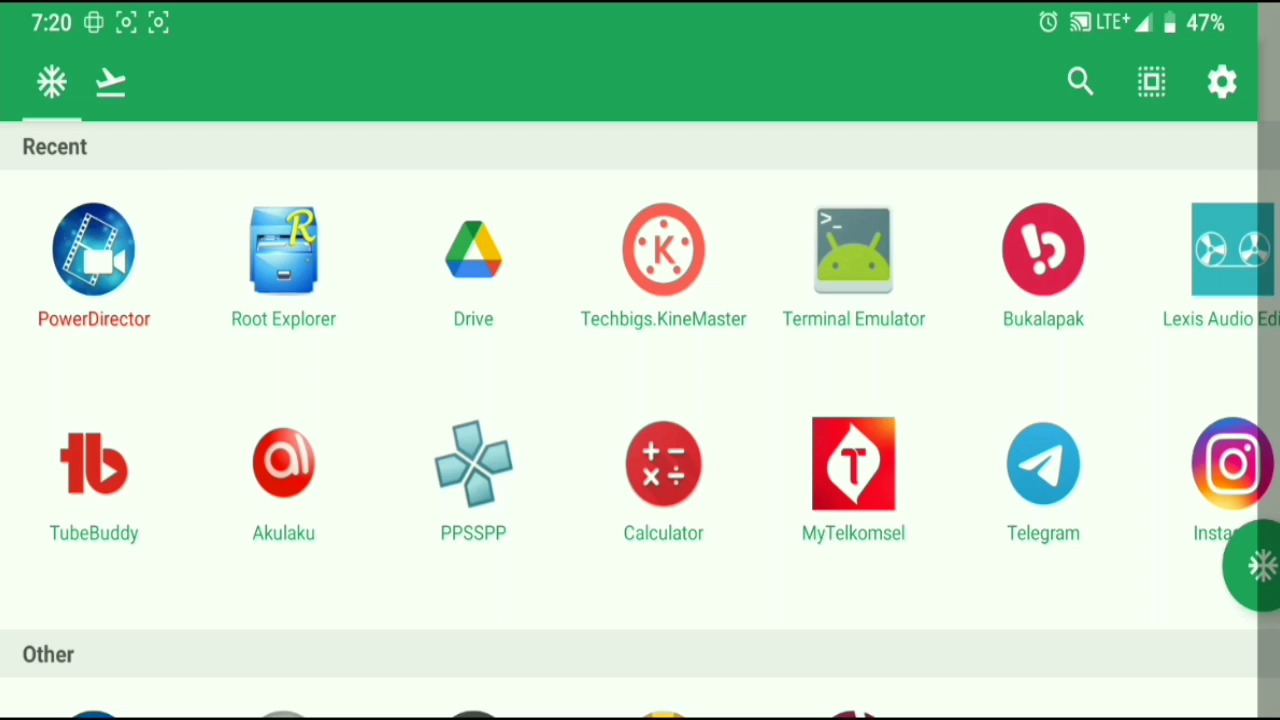 7:20 LTE+ 47%
Recent
PowerDirector Root Explorer Drive Techbigs.KineMaster Terminal Emulator Bukalapak Lexis Audio Edi
TubeBuddy Akulaku PPSSPP Calculator MyTelkomsel Telegram Insta
Other